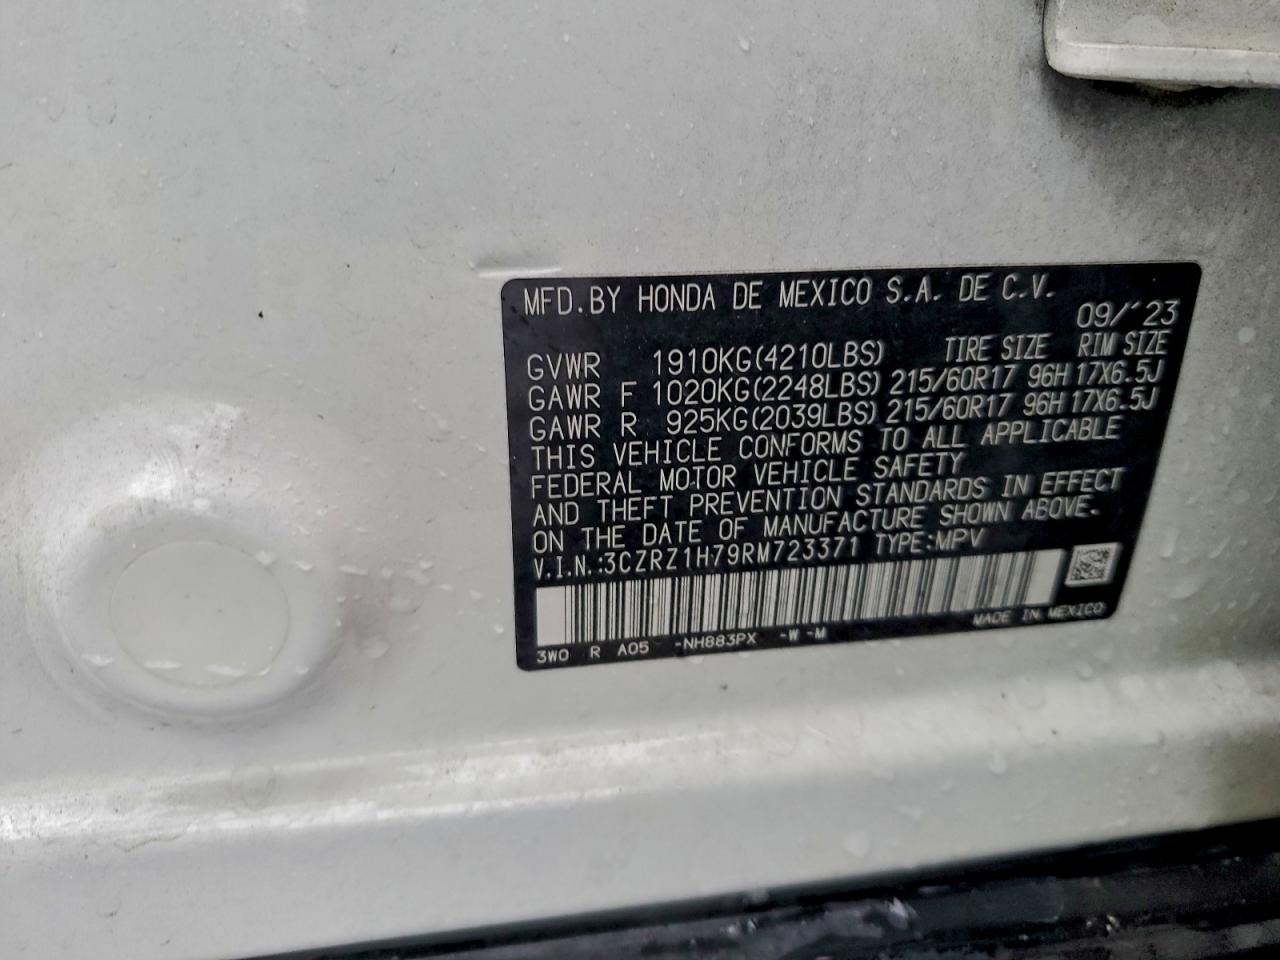 MFD.BY HONDA DE MEXICO S.A. DE C.V.
09/'23
GVWR 1910KG(4210LBS) TIRE SIZE RIM SIZE
GAWR F 1020KG(2248LBS) 215/60R17 96H 17X6.5J
GAWR R 925KG(2039LBS) 215/60R17 96H 17X6.5J
THIS VEHICLE CONFORMS TO ALL APPLICABLE
FEDERAL MOTOR VEHICLE SAFETY
AND THEFT PREVENTION STANDARDS IN EFFECT
ON THE DATE OF MANUFACTURE SHOWN ABOVE.
V.I.N.:3CZRZ1H79RM723371 TYPE:MPV
MADE IN MEXICO
3W0 R A05 -NH883PX -W -M